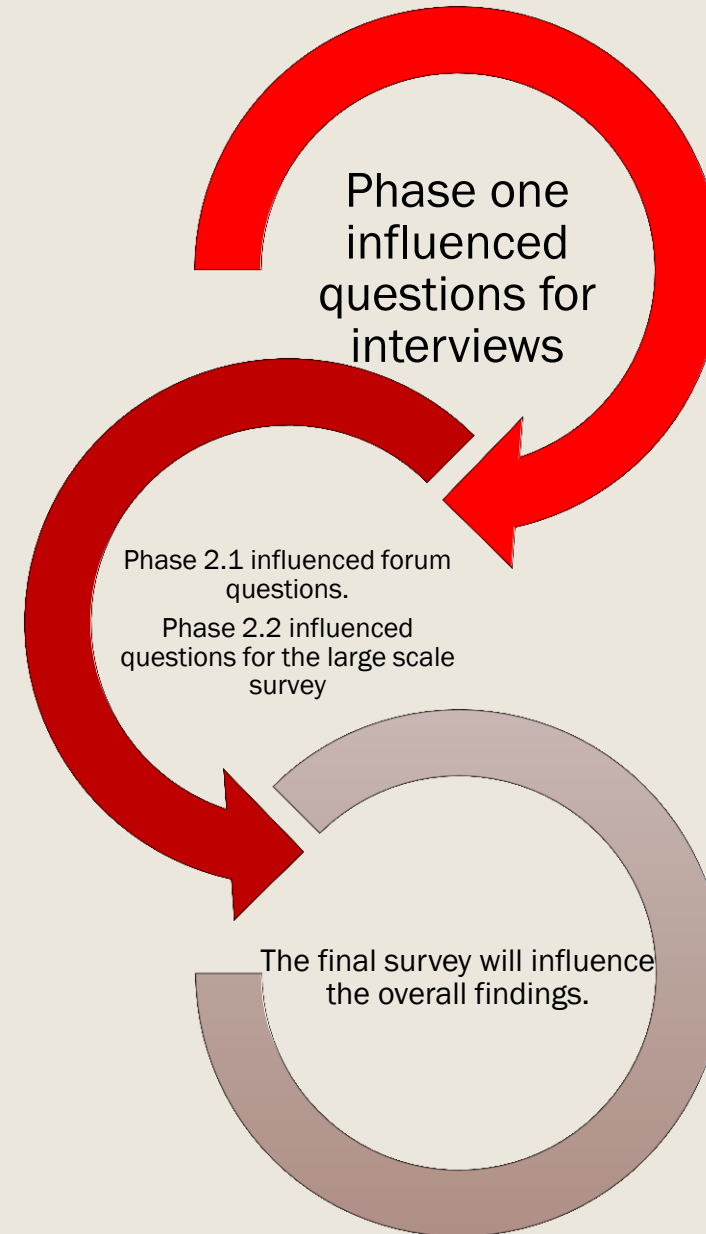 Phase one
influenced
questions for
interviews
Phase 2.1 influenced forum
questions.
Phase 2.2 influenced
questions for the large scale
survey
The final survey will influence
the overall findings.